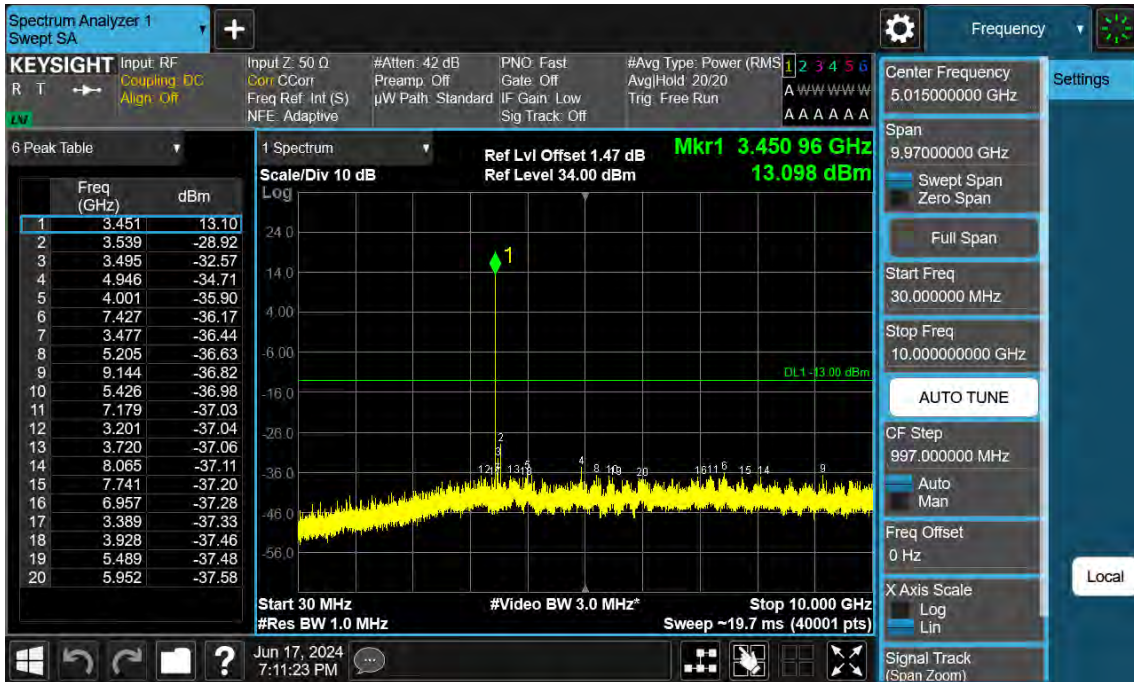 Spectrum Analyzer 1
Swept SA
+
Frequency
KEYSIGHT
R T
LNI
Input: RF
Coupling: DC
Align: Off
Input Z: 50 Ω
Corr CCorr
Freq Ref: Int (S)
NFE: Adaptive
#Atten: 42 dB
Preamp: Off
µW Path: Standard
PNO: Fast
Gate: Off
IF Gain: Low
Sig Track: Off
#Avg Type: Power (RMS
Avg|Hold: 20/20
Trig: Free Run
1 2 3 4 5 6
A W W W W W
A A A A A A
6 Peak Table
Freq
(GHz)
dBm
1 3.451 13.10
2 3.539 -28.92
3 3.495 -32.57
4 4.946 -34.71
5 4.001 -35.90
6 7.427 -36.17
7 3.477 -36.44
8 5.205 -36.63
9 9.144 -36.82
10 5.426 -36.98
11 7.179 -37.03
12 3.201 -37.04
13 3.720 -37.06
14 8.065 -37.11
15 7.741 -37.20
16 6.957 -37.28
17 3.389 -37.33
18 3.928 -37.46
19 5.489 -37.48
20 5.952 -37.58
1 Spectrum
Scale/Div 10 dB
Ref Lvl Offset 1.47 dB
Ref Level 34.00 dBm
Mkr1 3.450 96 GHz
13.098 dBm
Log
24.0
14.0
4.00
-6.00
-16.0
-26.0
-36.0
-46.0
-56.0
1
DL1 -13.00 dBm
2
3
4
8
20
6
15 14
9
Start 30 MHz
#Video BW 3.0 MHz*
Stop 10.000 GHz
#Res BW 1.0 MHz
Sweep ~19.7 ms (40001 pts)
Center Frequency
5.015000000 GHz
Span
9.97000000 GHz
Swept Span
Zero Span
Full Span
Start Freq
30.000000 MHz
Stop Freq
10.000000000 GHz
AUTO TUNE
CF Step
997.000000 MHz
Auto
Man
Freq Offset
0 Hz
X Axis Scale
Log
Lin
Signal Track
(Span Zoom)
Settings
Local
?
Jun 17, 2024
7:11:23 PM